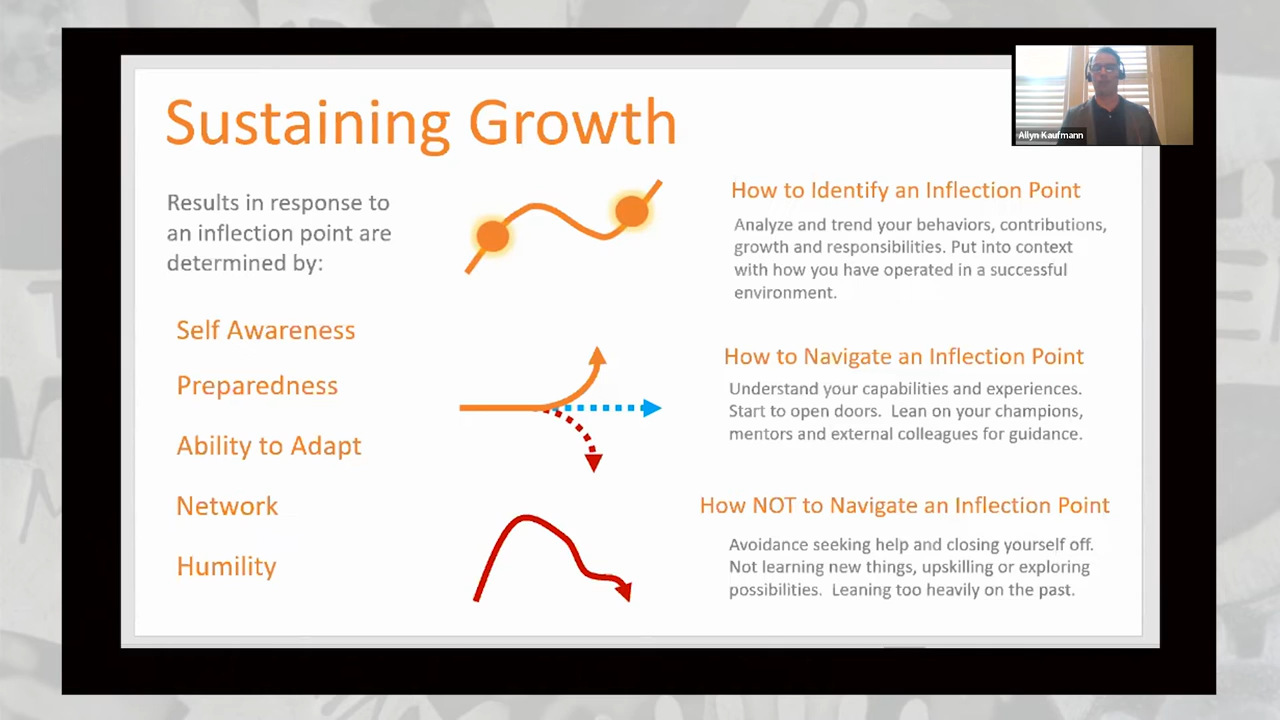 Sustaining Growth
Allyn Kaufmann
Results in response to
an inflection point are
determined by:
Self Awareness
Preparedness
Ability to Adapt
Network
Humility
How to Identify an Inflection Point
Analyze and trend your behaviors, contributions,
growth and responsibilities. Put into context
with how you have operated in a successful
environment.
How to Navigate an Inflection Point
Understand your capabilities and experiences.
Start to open doors. Lean on your champions,
mentors and external colleagues for guidance.
How NOT to Navigate an Inflection Point
Avoidance seeking help and closing yourself off.
Not learning new things, upskilling or exploring
possibilities. Leaning too heavily on the past.